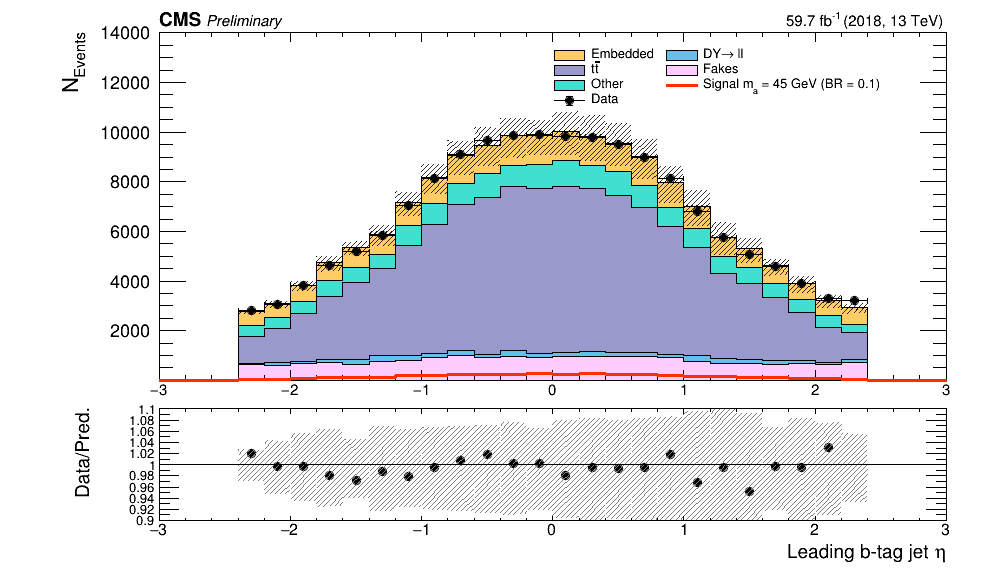 CMS Preliminary
59.7 fb⁻¹ (2018, 13 TeV)
N_Events
14000
12000
10000
8000
6000
4000
2000
Embedded
tt̅
Other
Data
DY→ ll
Fakes
Signal mₐ = 45 GeV (BR = 0.1)
−3 −2 −1 0 1 2 3
Data/Pred.
1.1
1.08
1.06
1.04
1.02
1
0.98
0.96
0.94
0.92
0.9
−3 −2 −1 0 1 2 3
Leading b-tag jet η